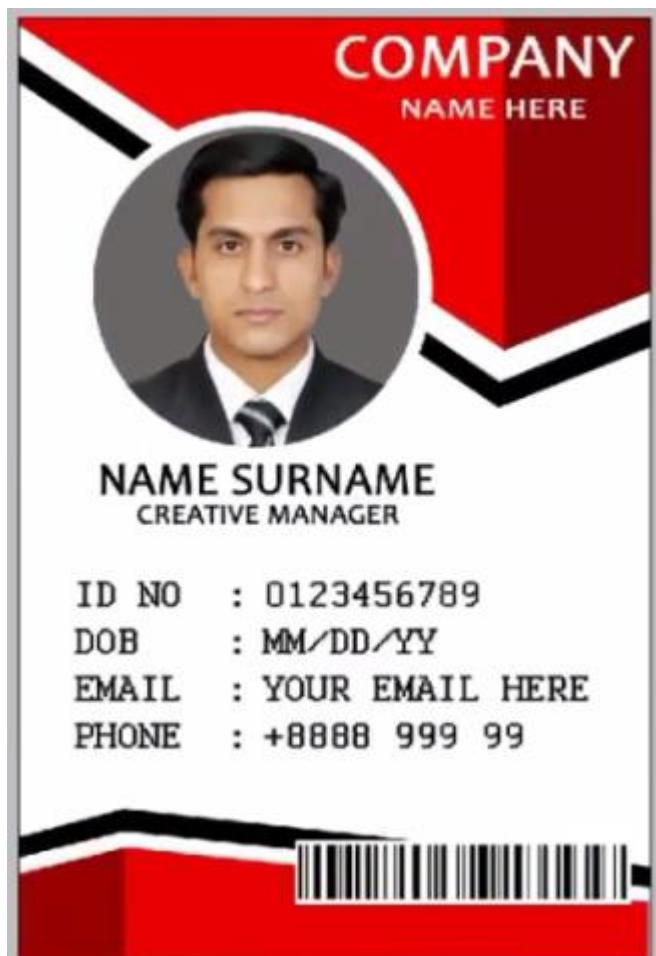 COMPANY
NAME HERE
NAME SURNAME
CREATIVE MANAGER
ID NO : 0123456789
DOB : MM/DD/YY
EMAIL : YOUR EMAIL HERE
PHONE : +8888 999 99